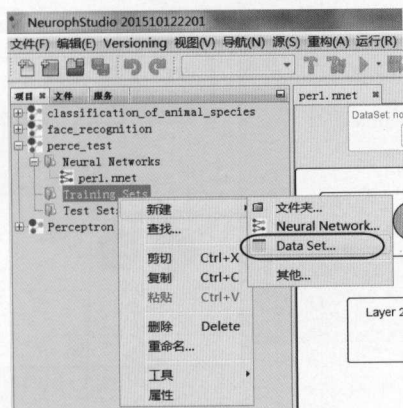 NeurophStudio 201510122201
文件(F) 编辑(E) Versioning 视图(V) 导航(N) 源(S) 重构(A) 运行(R)
项目 文件 服务
per1.nnet
classification_of_animal_species
face_recognition
perce_test
Neural Networks
per1.nnet
Training Sets
Test Set
Perceptron
DataSet: no
新建
查找...
剪切 Ctrl+X
复制 Ctrl+C
粘贴 Ctrl+V
删除 Delete
重命名...
工具
属性
文件夹...
Neural Network...
Data Set...
其他...
Layer 2